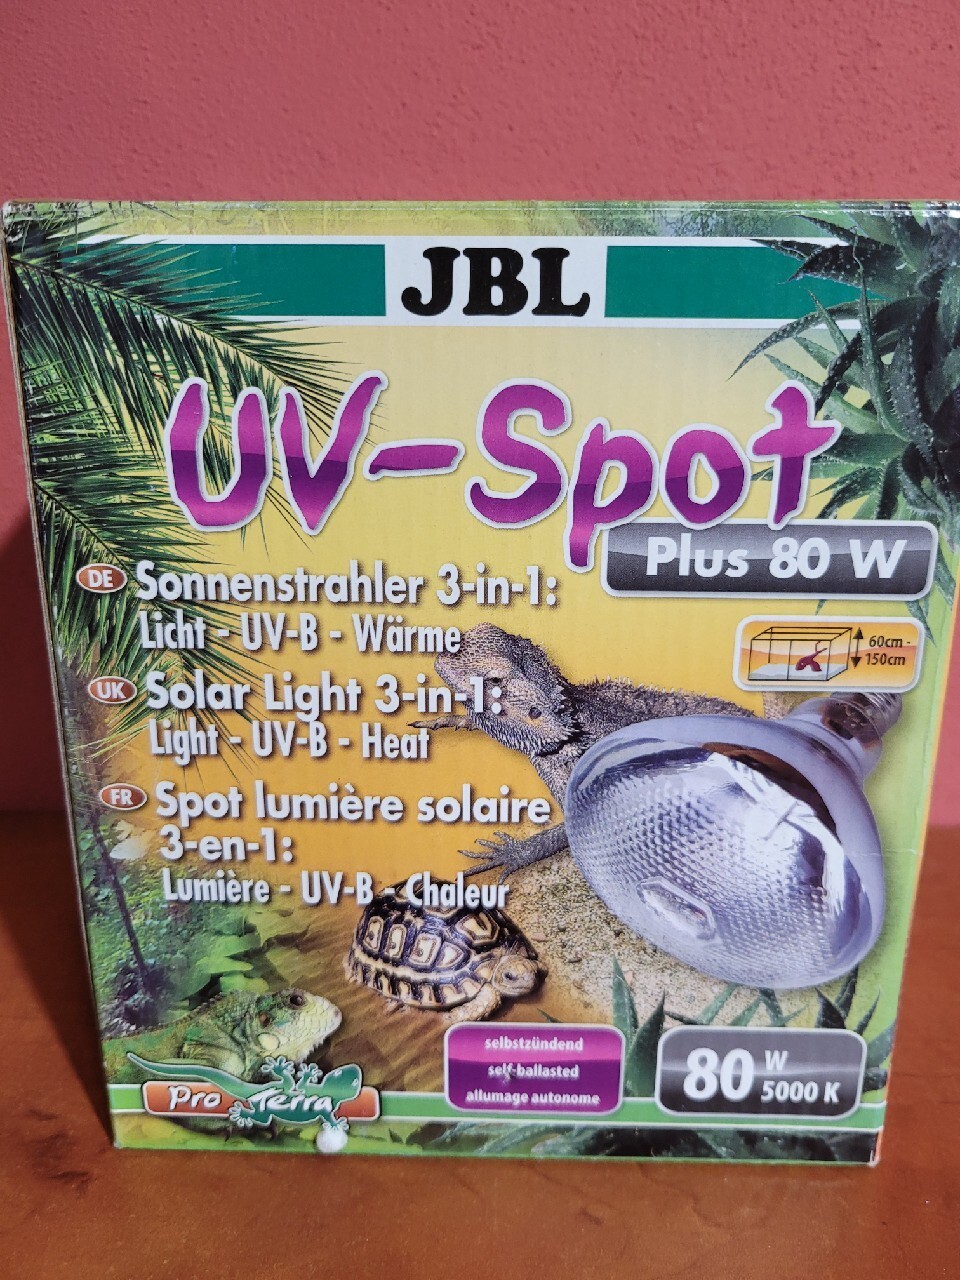 JBL
UV-Spot
Plus 80 W
DE Sonnenstrahler 3-in-1:
Licht - UV-B - Wärme
60cm -
150cm
UK Solar Light 3-in-1:
Light - UV-B - Heat
FR Spot lumière solaire
3-en-1:
Lumière - UV-B - Chaleur
selbstzündend
self-ballasted
allumage autonome
80 W
5000 K
Pro Terra